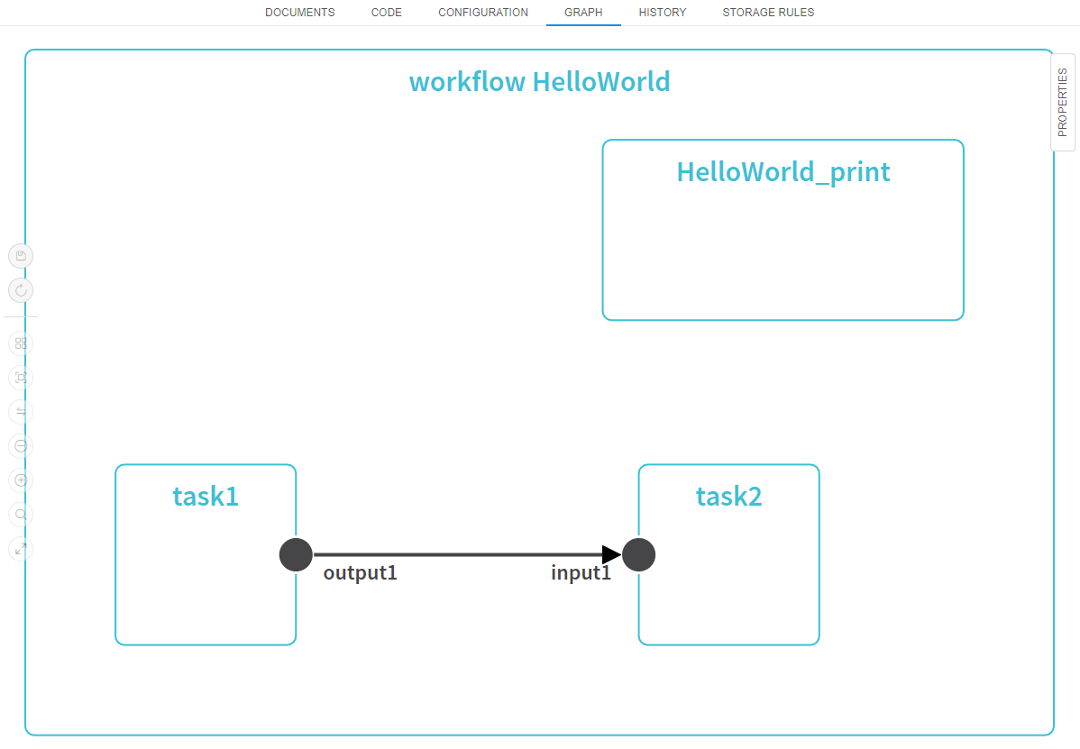 DOCUMENTS CODE CONFIGURATION GRAPH HISTORY STORAGE RULES
PROPERTIES
workflow HelloWorld
HelloWorld_print
task1 task2
output1 input1